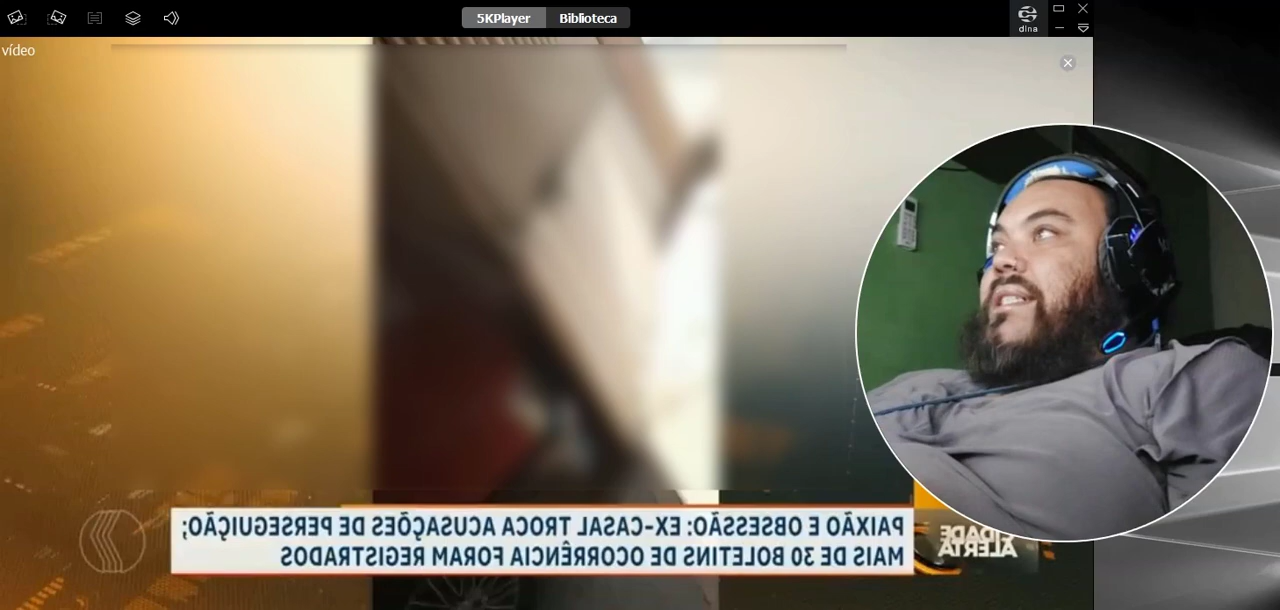 5KPlayer
Biblioteca
dlna
vídeo
PAIXÃO E OBSESSÃO: EX-CASAL TROCA ACUSAÇÕES DE PERSEGUIÇÃO;
MAIS DE 30 BOLETINS DE OCORRÊNCIA FORAM REGISTRADOS
CIDADE
ALERTA